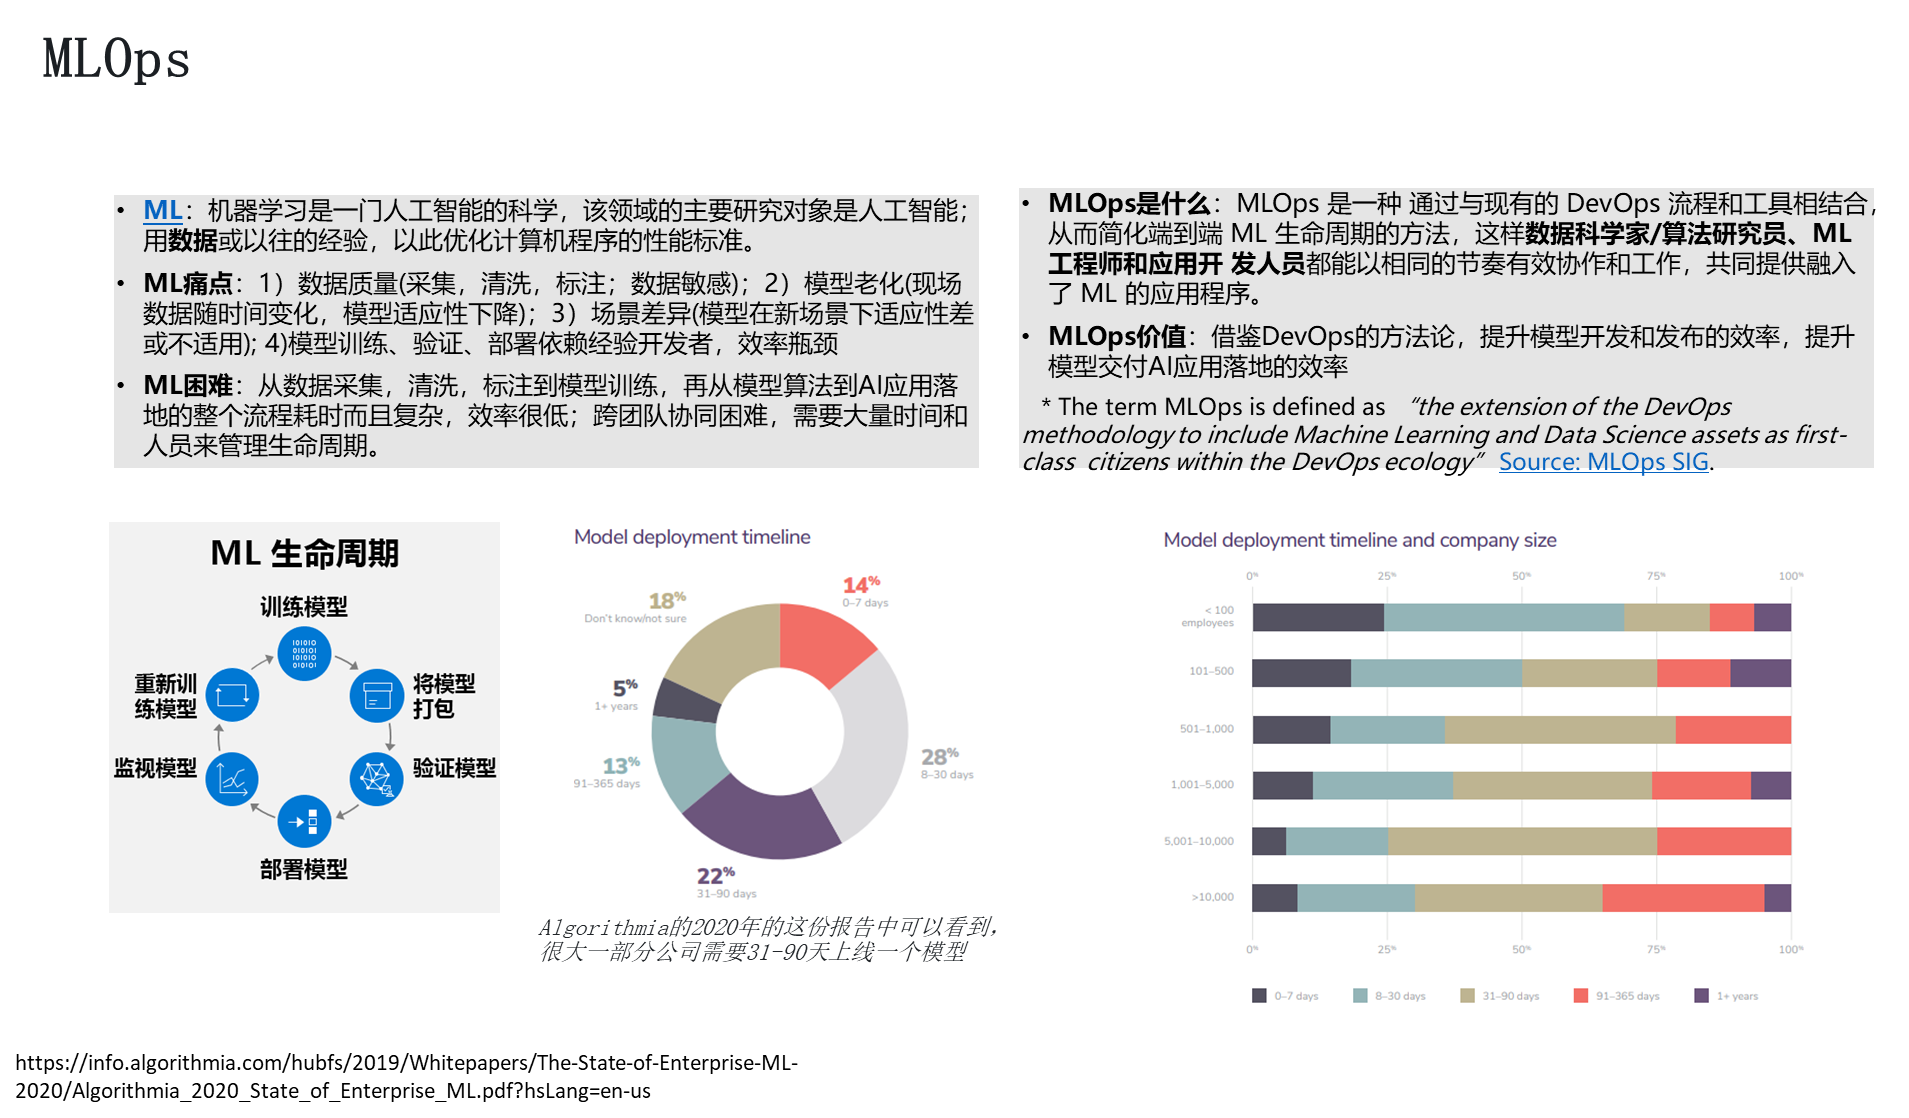 MLOps
• ML：机器学习是一门人工智能的科学，该领域的主要研究对象是人工智能；
用数据或以往的经验，以此优化计算机程序的性能标准。
• ML痛点：1）数据质量(采集，清洗，标注；数据敏感)；2）模型老化(现场
数据随时间变化，模型适应性下降)；3）场景差异(模型在新场景下适应性差
或不适用); 4)模型训练、验证、部署依赖经验开发者，效率瓶颈
• ML困难：从数据采集，清洗，标注到模型训练，再从模型算法到AI应用落
地的整个流程耗时而且复杂，效率很低；跨团队协同困难，需要大量时间和
人员来管理生命周期。
• MLOps是什么：MLOps 是一种 通过与现有的 DevOps 流程和工具相结合，
从而简化端到端 ML 生命周期的方法，这样数据科学家/算法研究员、ML
工程师和应用开 发人员都能以相同的节奏有效协作和工作，共同提供融入
了 ML 的应用程序。
• MLOps价值：借鉴DevOps的方法论，提升模型开发和发布的效率，提升
模型交付AI应用落地的效率
* The term MLOps is defined as “the extension of the DevOps
methodology to include Machine Learning and Data Science assets as first-
class citizens within the DevOps ecology” Source: MLOps SIG.
ML 生命周期
训练模型
将模型
打包
验证模型
部署模型
监视模型
重新训
练模型
Model deployment timeline
14%
0–7 days
28%
8–30 days
22%
31–90 days
13%
91–365 days
5%
1+ years
18%
Don't know/not sure
Algorithmia的2020年的这份报告中可以看到，
很大一部分公司需要31-90天上线一个模型
Model deployment timeline and company size
0% 25% 50% 75% 100%
< 100
employees
101–500
501–1,000
1,001–5,000
5,001–10,000
>10,000
0% 25% 50% 75% 100%
0–7 days 8–30 days 31–90 days 91–365 days 1+ years
https://info.algorithmia.com/hubfs/2019/Whitepapers/The-State-of-Enterprise-ML-
2020/Algorithmia_2020_State_of_Enterprise_ML.pdf?hsLang=en-us